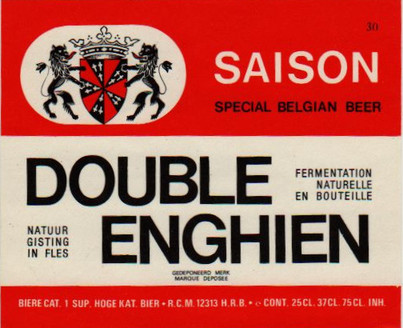 30
SAISON
SPECIAL BELGIAN BEER
DOUBLE
FERMENTATION
NATURELLE
EN BOUTEILLE
NATUUR
GISTING
IN FLES
ENGHIEN
GEDEPONEERD MERK
MARQUE DEPOSEE
BIERE CAT. 1 SUP. HOGE KAT. BIER • R.C.M. 12313 H.R.B. • e CONT. 25CL. 37CL. 75CL. INH.